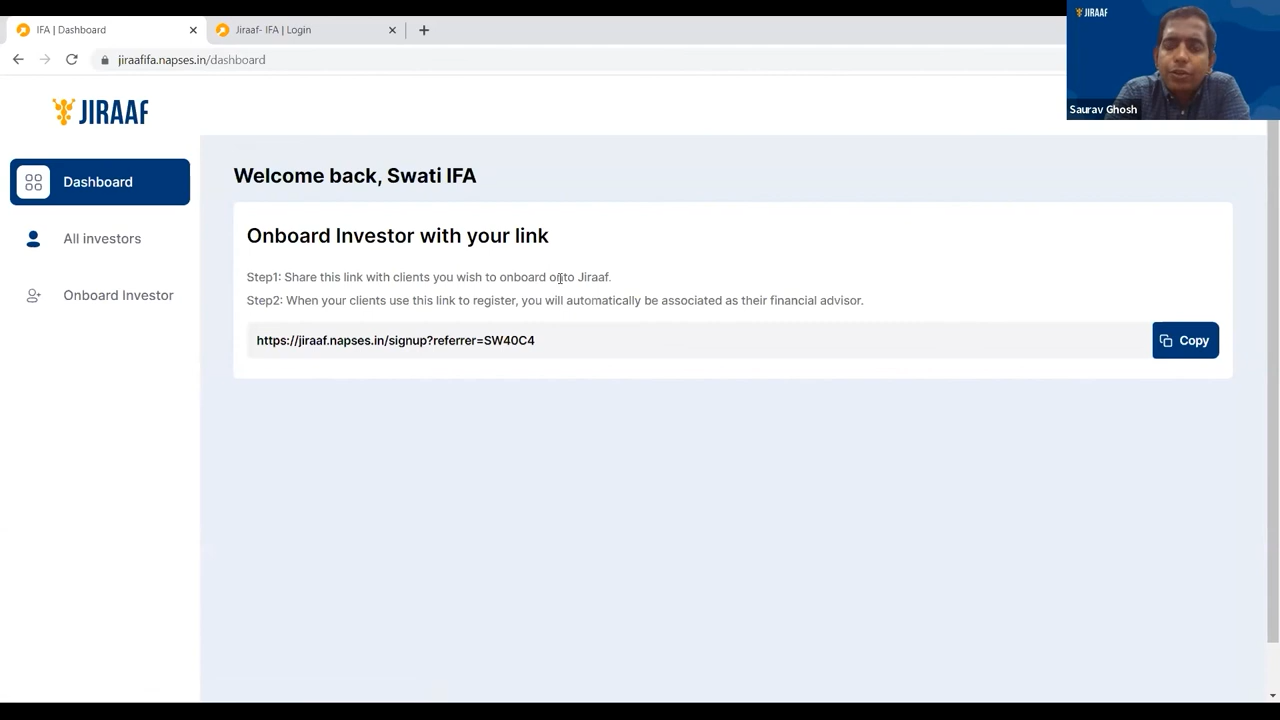 IFA | Dashboard
Jiraaf- IFA | Login
jiraafifa.napses.in/dashboard
JIRAAF
Saurav Ghosh
JIRAAF
Dashboard
All investors
Onboard Investor
Welcome back, Swati IFA
Onboard Investor with your link
Step1: Share this link with clients you wish to onboard onto Jiraaf.
Step2: When your clients use this link to register, you will automatically be associated as their financial advisor.
https://jiraaf.napses.in/signup?referrer=SW40C4
Copy